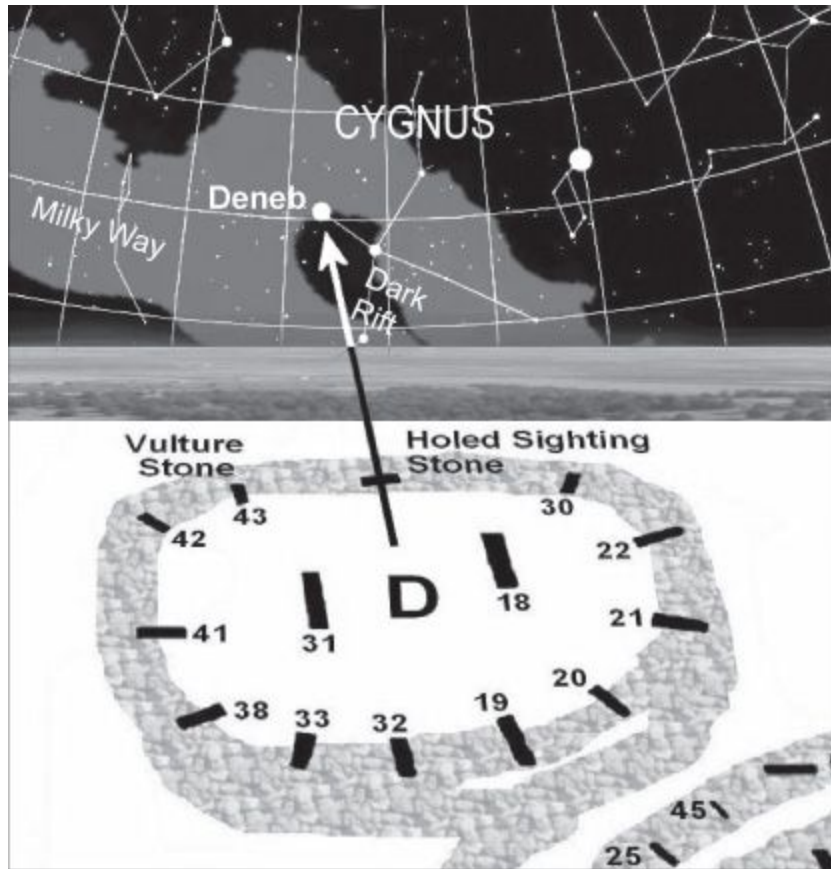 CYGNUS
Deneb
Milky Way
Dark
Rift
Vulture
Stone
Holed Sighting
Stone
43
30
42
22
D
18
41
31
21
38
33
32
19
20
45
25